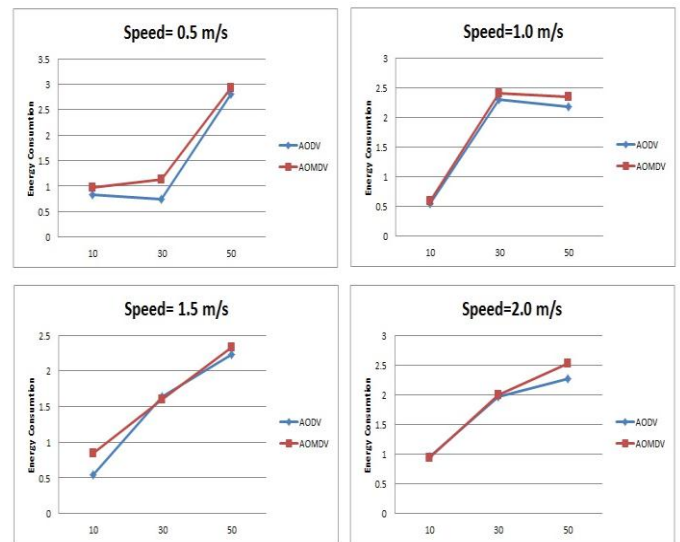 Speed= 0.5 m/s
Energy Consumtion
3.5
3
2.5
2
1.5
1
0.5
0
10 30 50
AODV
AOMDV
Speed=1.0 m/s
Energy Consumtion
3
2.5
2
1.5
1
0.5
0
10 30 50
AODV
AOMDV
Speed= 1.5 m/s
Energy Consumtion
2.5
2
1.5
1
0.5
0
10 30 50
AODV
AOMDV
Speed=2.0 m/s
Energy Consumtion
3
2.5
2
1.5
1
0.5
0
10 30 50
AODV
AOMDV